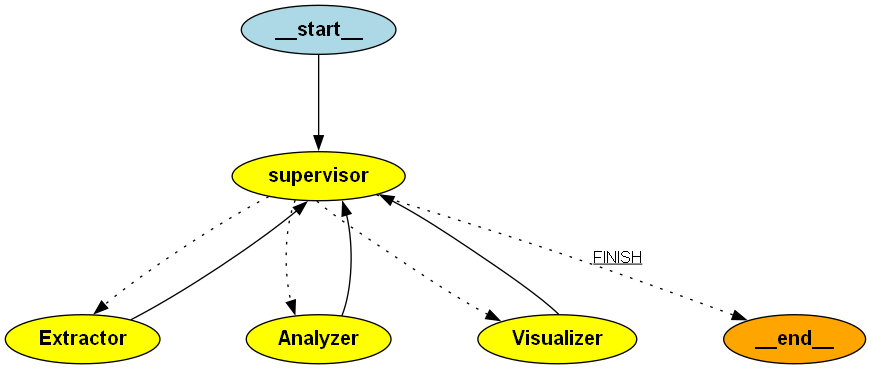 __start__
supervisor
FINISH
Extractor
Analyzer
Visualizer
__end__